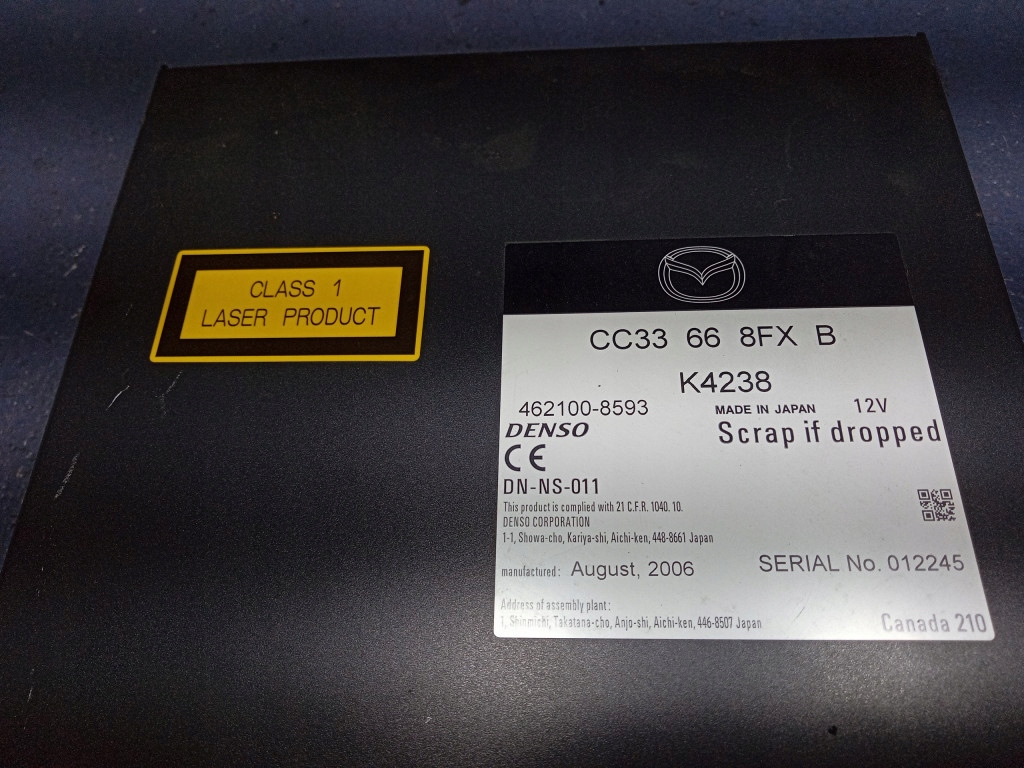 CLASS 1
LASER PRODUCT
CC33 66 8FX B
K4238
462100-8593 MADE IN JAPAN 12V
DENSO Scrap if dropped
CE
DN-NS-011
This product is complied with 21 C.F.R. 1040. 10.
DENSO CORPORATION
1-1, Showa-cho, Kariya-shi, Aichi-ken, 448-8661 Japan
manufactured: August, 2006 SERIAL No. 012245
Address of assembly plant:
1, Shinmichi, Takatana-cho, Anjo-shi, Aichi-ken, 446-8507 Japan Canada 210